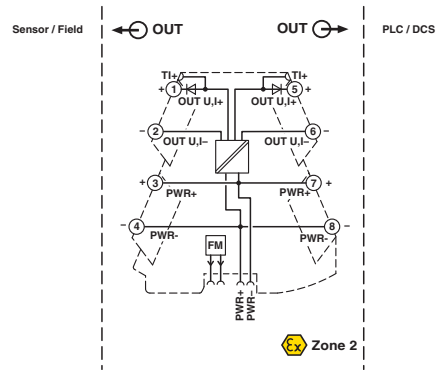 Sensor / Field
OUT
OUT
PLC / DCS
TI+
TI+
+ 1
5 +
OUT U,I+
OUT U,I+
– 2
6 –
OUT U,I–
OUT U,I–
+ 3
7 +
PWR+
PWR+
– 4
8 –
PWR-
PWR-
FM
PWR+
PWR–
Ex Zone 2